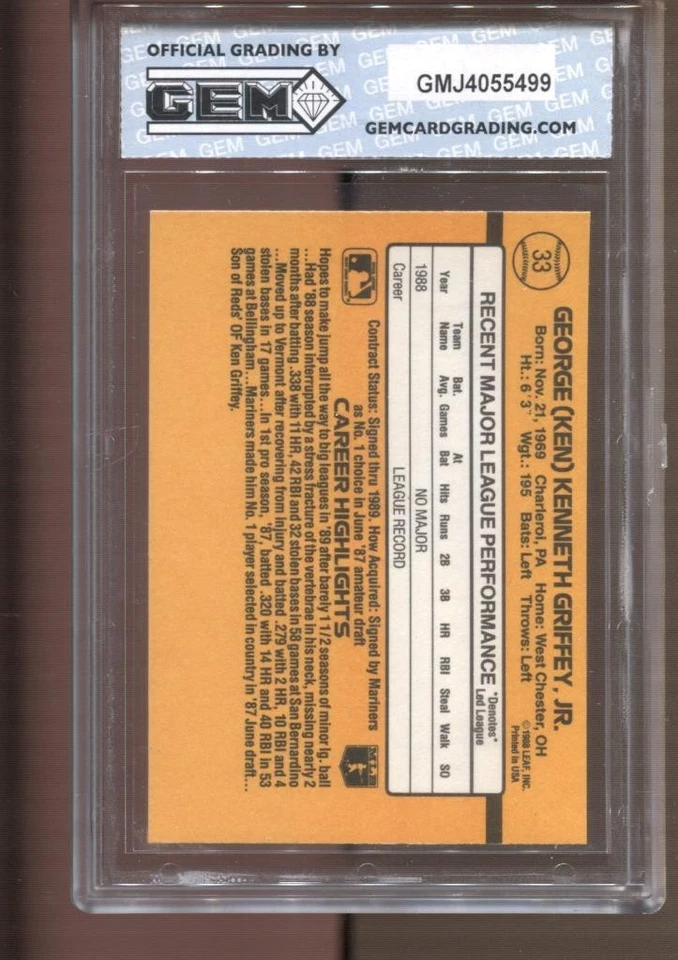 OFFICIAL GRADING BY
GEM
GMJ4055499
GEMCARDGRADING.COM
33
GEORGE (KEN) KENNETH GRIFFEY, JR.
Born: Nov. 21, 1969 Charleroi, PA Home: West Chester, OH
Ht.: 6'3" Wgt.: 195 Bats: Left Throws: Left
©1988 LEAF, INC.
Printed in USA
RECENT MAJOR LEAGUE PERFORMANCE
*Denotes*
Led League
Year Team Name Bat. Avg. Games At Bat Hits Runs 2B 3B HR RBI Steal Walk SO
1988 NO MAJOR
Career LEAGUE RECORD
Contract Status: Signed thru 1989. How Acquired: Signed by Mariners
as No. 1 choice in June '87 amateur draft
CAREER HIGHLIGHTS
MLB
Hopes to make jump all the way to big leagues in '89 after barely 1 1/2 seasons of minor lg. ball
...Had '88 season interrupted by a stress fracture of the vertebrae in his neck, missing nearly 2
months after batting .338 with 11 HR, 42 RBI and 32 stolen bases in 58 games at San Bernardino
...Moved up to Vermont after recovering from injury and batted .279 with 2 HR, 10 RBI and 4
stolen bases in 17 games...In 1st pro season, '87, batted .320 with 14 HR and 40 RBI in 53
games at Bellingham...Mariners made him No. 1 player selected in country in '87 June draft...
Son of Reds' OF Ken Griffey.